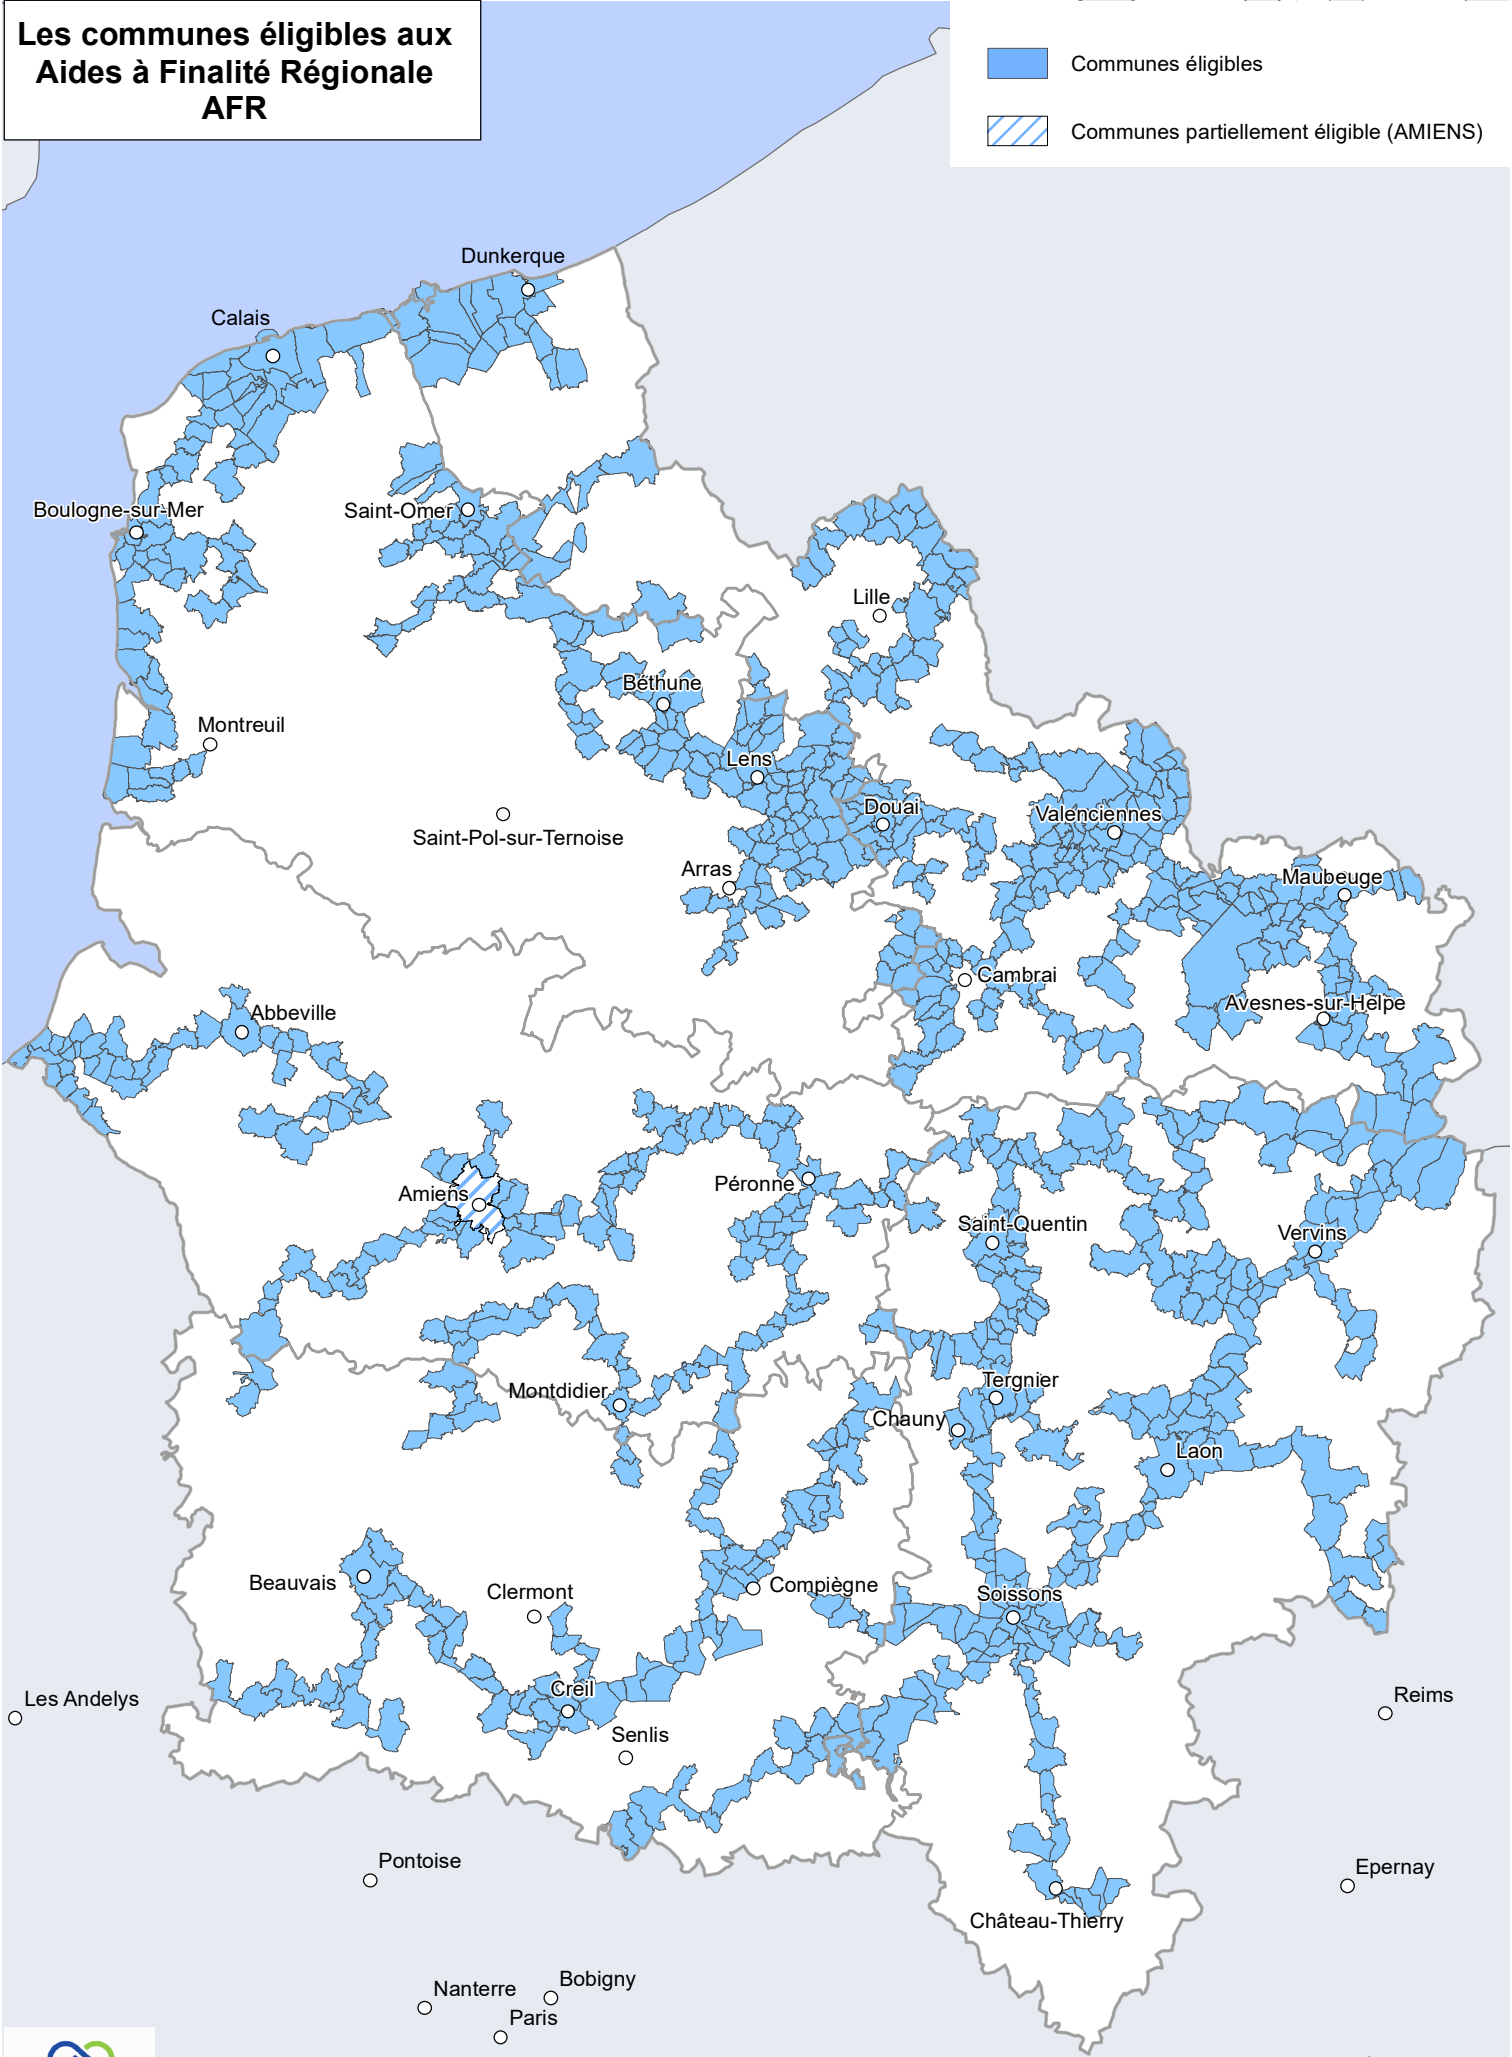 Les communes éligibles aux
Aides à Finalité Régionale
AFR
Communes éligibles
Communes partiellement éligible (AMIENS)
Dunkerque
Calais
Boulogne-sur-Mer
Saint-Omer
Lille
Béthune
Montreuil
Lens
Douai
Valenciennes
Saint-Pol-sur-Ternoise
Arras
Maubeuge
Cambrai
Avesnes-sur-Helpe
Abbeville
Péronne
Amiens
Saint-Quentin
Vervins
Montdidier
Tergnier
Chauny
Laon
Beauvais
Clermont
Compiègne
Soissons
Les Andelys
Creil
Reims
Senlis
Pontoise
Epernay
Château-Thierry
Nanterre
Bobigny
Paris